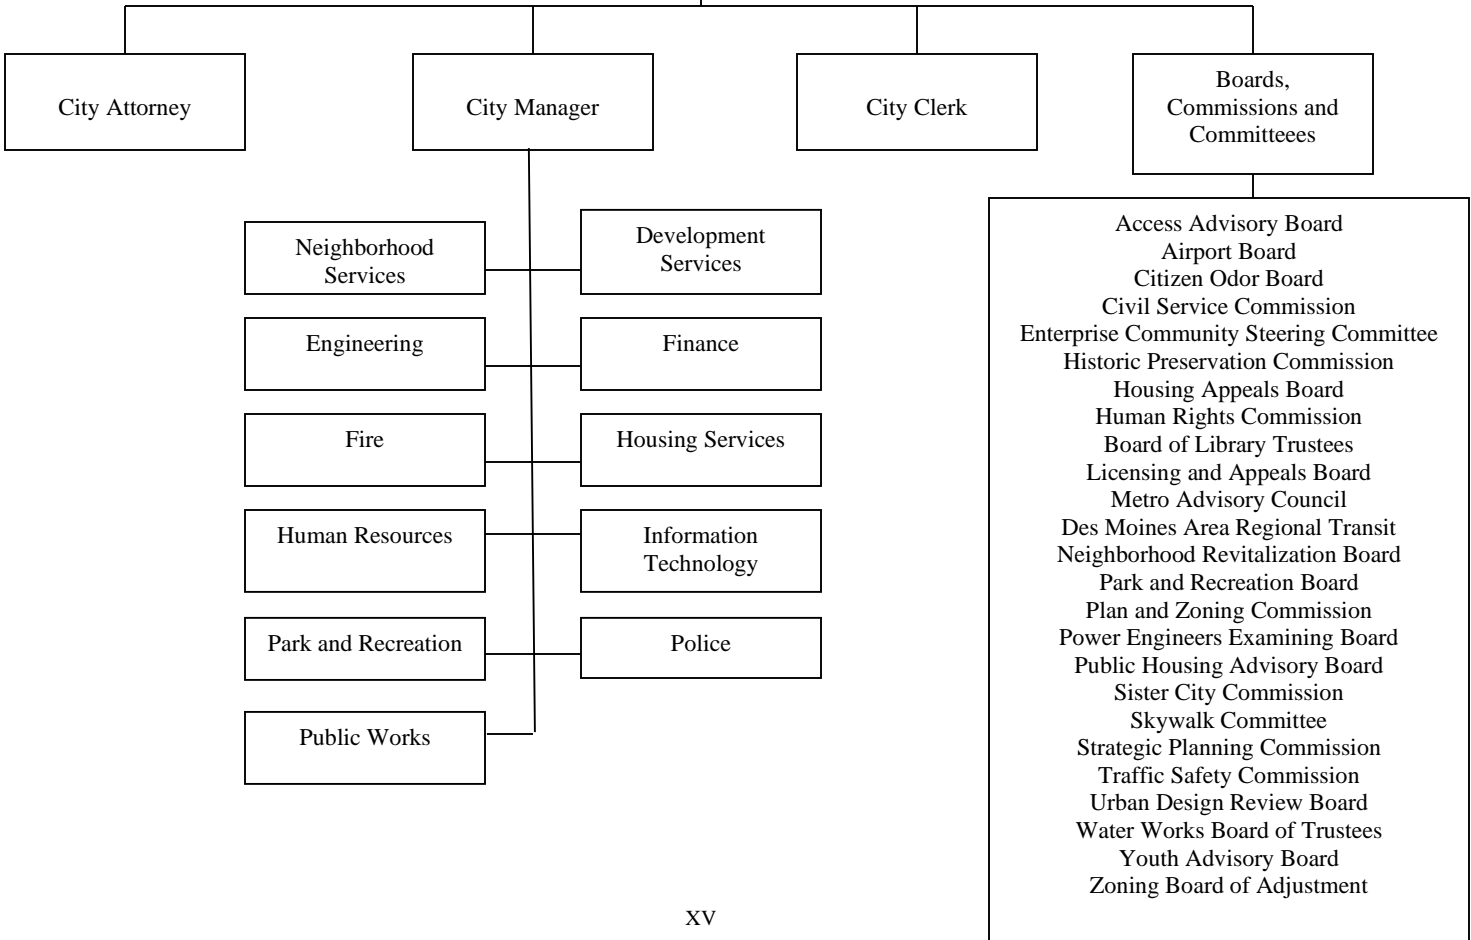 City Attorney
City Manager
City Clerk
Boards,
Commissions and
Committeees
Neighborhood
Services
Development
Services
Engineering
Finance
Fire
Housing Services
Human Resources
Information
Technology
Park and Recreation
Police
Public Works
Access Advisory Board
Airport Board
Citizen Odor Board
Civil Service Commission
Enterprise Community Steering Committee
Historic Preservation Commission
Housing Appeals Board
Human Rights Commission
Board of Library Trustees
Licensing and Appeals Board
Metro Advisory Council
Des Moines Area Regional Transit
Neighborhood Revitalization Board
Park and Recreation Board
Plan and Zoning Commission
Power Engineers Examining Board
Public Housing Advisory Board
Sister City Commission
Skywalk Committee
Strategic Planning Commission
Traffic Safety Commission
Urban Design Review Board
Water Works Board of Trustees
Youth Advisory Board
Zoning Board of Adjustment
XV